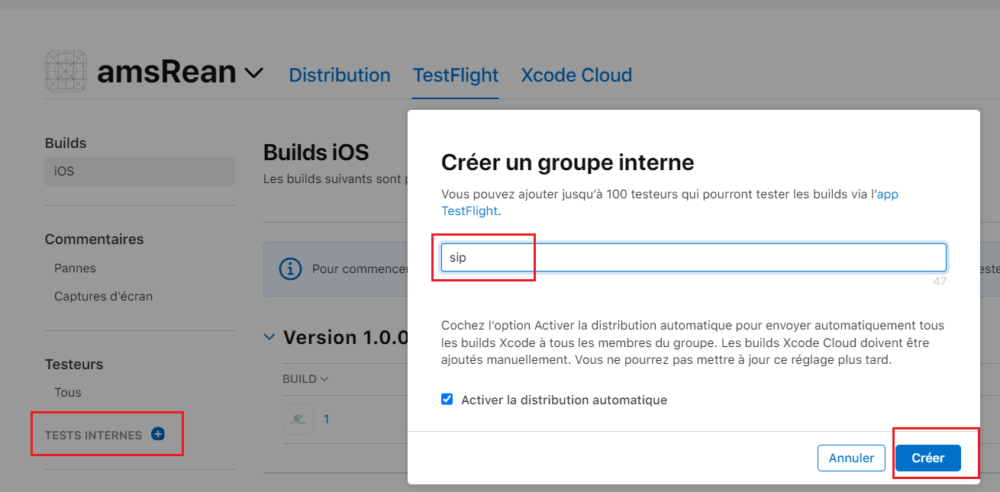 amsRean
Distribution
TestFlight
Xcode Cloud
Builds
iOS
Commentaires
Pannes
Captures d’écran
Testeurs
Tous
TESTS INTERNES
Builds iOS
Les builds suivants sont
Pour commencer
Version 1.0.0
BUILD
1
Créer un groupe interne
Vous pouvez ajouter jusqu’à 100 testeurs qui pourront tester les builds via l’app
TestFlight.
sip
47
Cochez l’option Activer la distribution automatique pour envoyer automatiquement tous
les builds Xcode à tous les membres du groupe. Les builds Xcode Cloud doivent être
ajoutés manuellement. Vous ne pourrez pas mettre à jour ce réglage plus tard.
Activer la distribution automatique
Annuler
Créer